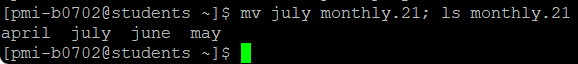 [pmi-b0702@students ~]$ mv july monthly.21; ls monthly.21
april  july  june  may
[pmi-b0702@students ~]$